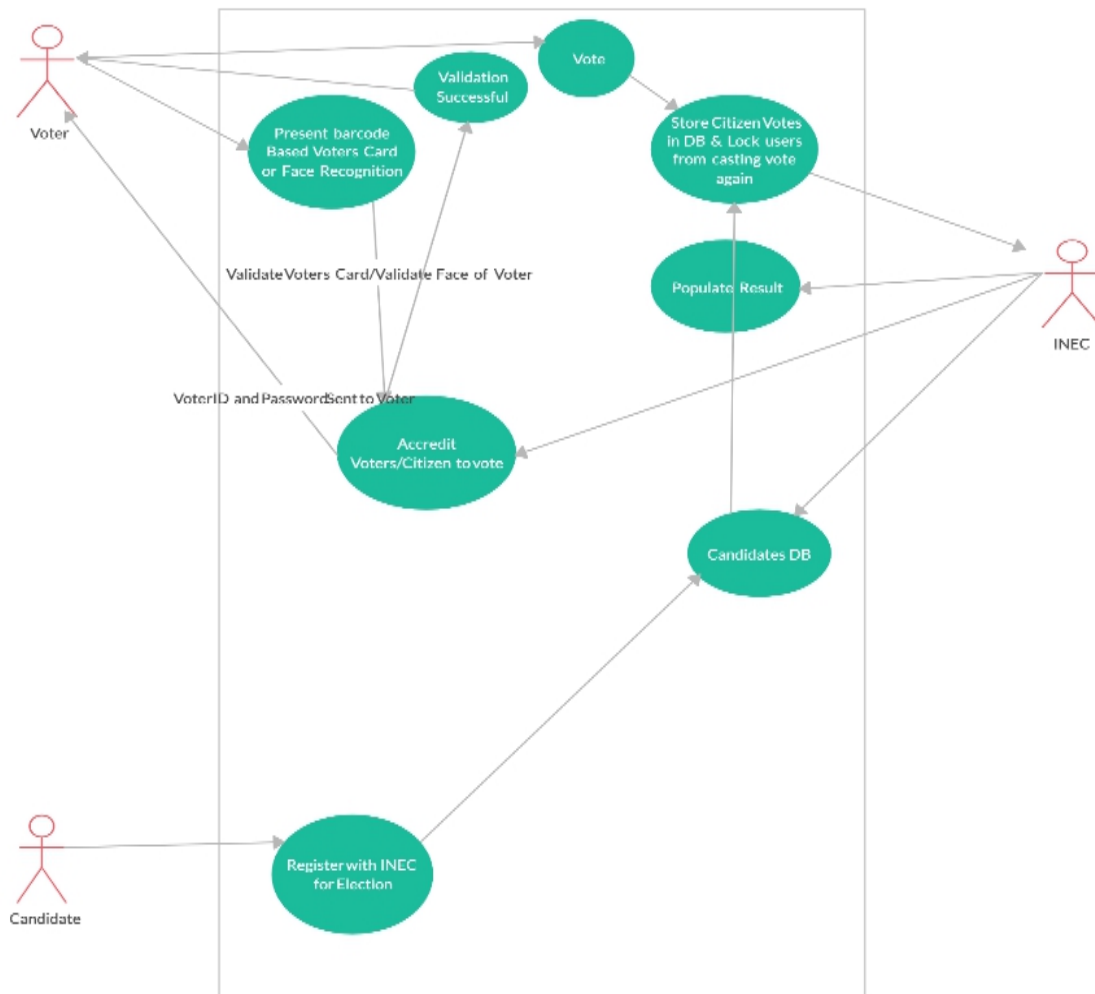 Vote
Validation
Successful
Voter
Present barcode
Based Voters Card
or Face Recognition
Store Citizen Votes
in DB & Lock users
from casting vote
again
Validate Voters Card/Validate Face of Voter
Populate Result
INEC
VoterID and Password Sent to Voter
Accredit
Voters/Citizen to vote
Candidates DB
Register with INEC
for Election
Candidate